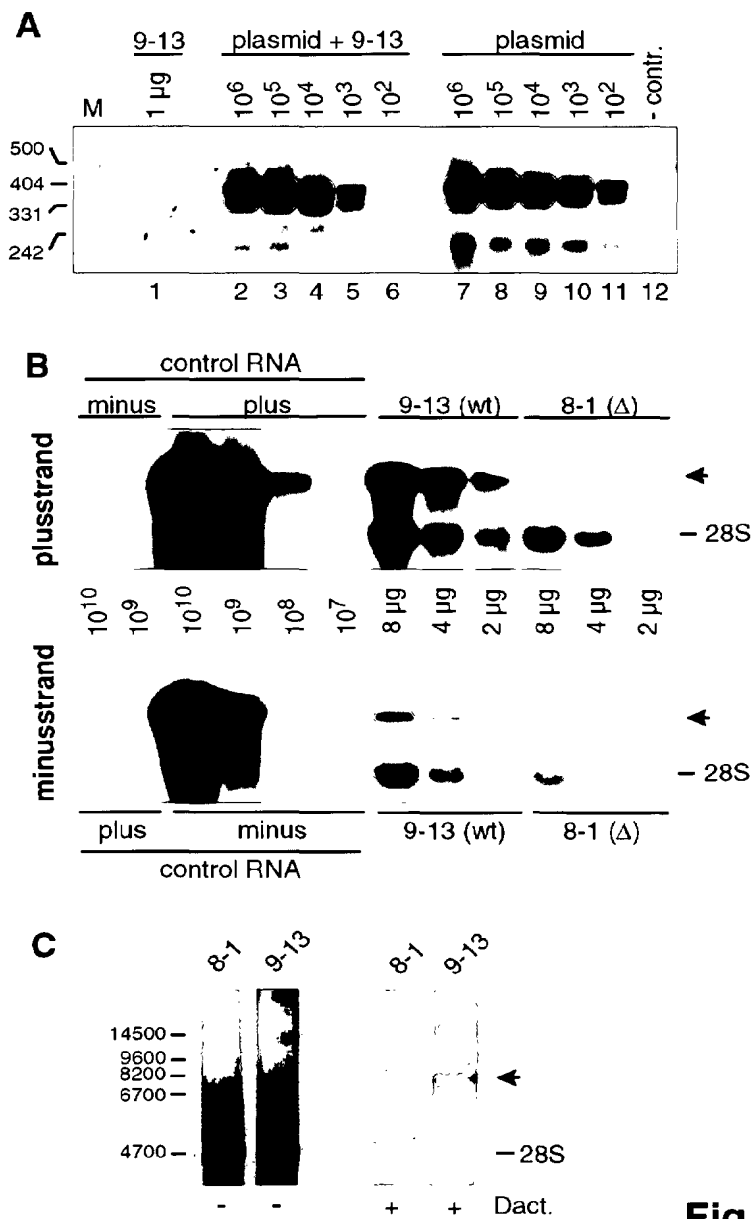 A
9-13 plasmid + 9-13 plasmid
M 1 µg 10⁶ 10⁵ 10⁴ 10³ 10² 10⁶ 10⁵ 10⁴ 10³ 10² - contr.
500
404
331
242
1 2 3 4 5 6 7 8 9 10 11 12
B
control RNA
minus plus 9-13 (wt) 8-1 (Δ)
plusstrand
28S
10¹⁰ 10⁹ 10¹⁰ 10⁹ 10⁸ 10⁷ 8 µg 4 µg 2 µg 8 µg 4 µg 2 µg
minusstrand
28S
plus minus 9-13 (wt) 8-1 (Δ)
control RNA
C
8-1 9-13 8-1 9-13
14500
9600
8200
6700
4700
28S
- - + + Dact.
Fig